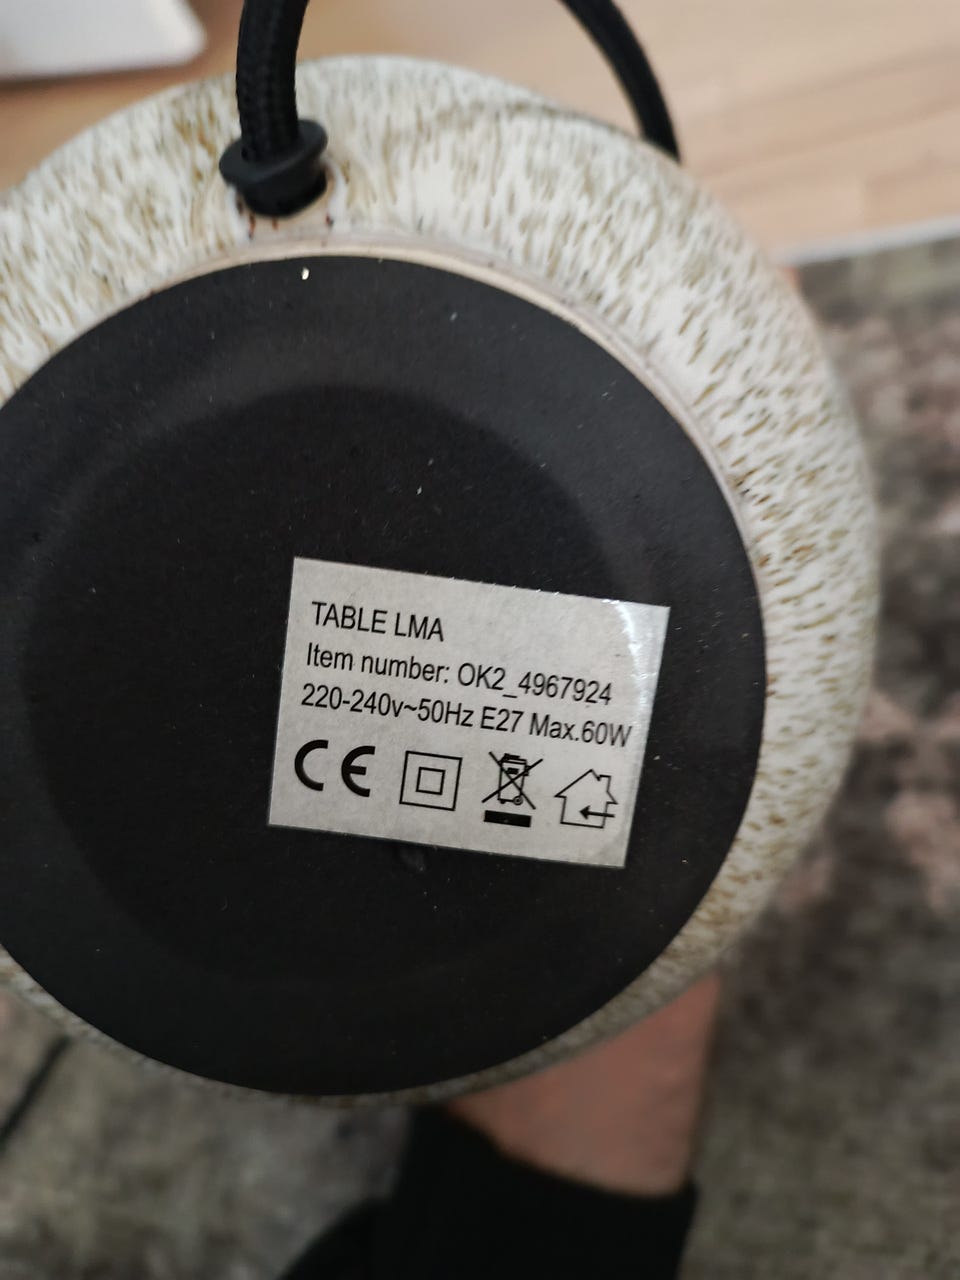 TABLE LMA
Item number: OK2_4967924
220-240v~50Hz E27 Max.60W
CE